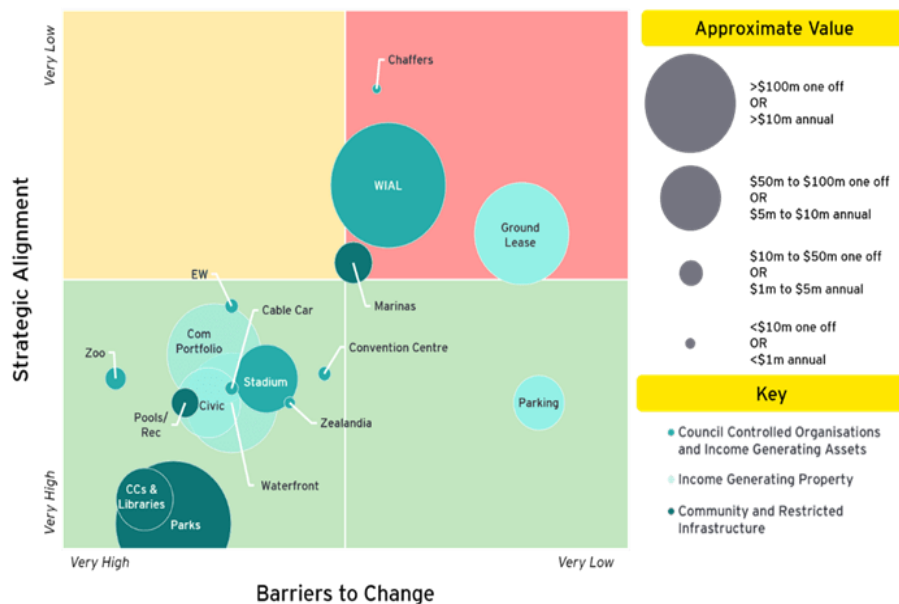 Very Low
Strategic Alignment
Very High
Chaffers
WIAL
Ground
Lease
Marinas
EW
Cable Car
Com
Portfolio
Zoo
Convention Centre
Stadium
Pools/
Rec
Civic
Zealandia
Parking
Waterfront
CCs &
Libraries
Parks
Very High
Very Low
Barriers to Change
Approximate Value
>$100m one off
OR
>$10m annual
$50m to $100m one off
OR
$5m to $10m annual
$10m to $50m one off
OR
$1m to $5m annual
<$10m one off
OR
<$1m annual
Key
Council Controlled Organisations
and Income Generating Assets
Income Generating Property
Community and Restricted
Infrastructure